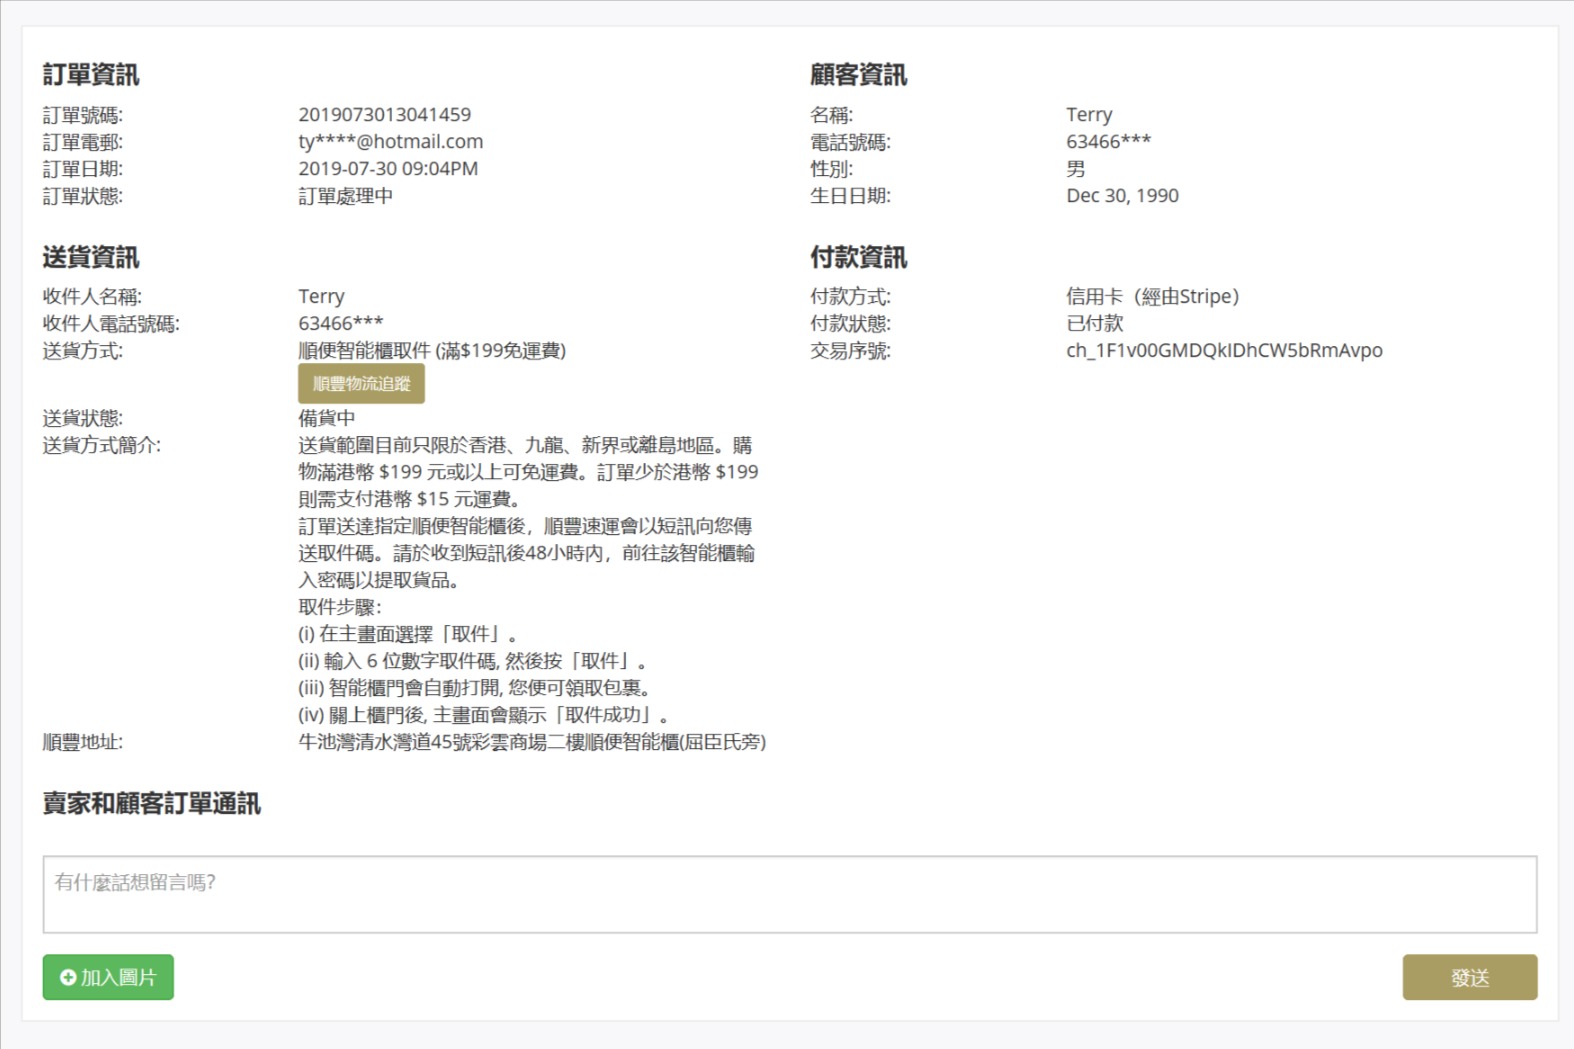 訂單資訊
訂單號碼: 2019073013041459
訂單電郵: ty****@hotmail.com
訂單日期: 2019-07-30 09:04PM
訂單狀態: 訂單處理中
顧客資訊
名稱: Terry
電話號碼: 63466***
性別: 男
生日日期: Dec 30, 1990
送貨資訊
收件人名稱: Terry
收件人電話號碼: 63466***
送貨方式: 順便智能櫃取件 (滿$199免運費)
順豐物流追蹤
送貨狀態: 備貨中
送貨方式簡介: 送貨範圍目前只限於香港、九龍、新界或離島地區。購
物滿港幣 $199 元或以上可免運費。訂單少於港幣 $199
則需支付港幣 $15 元運費。
訂單送達指定順便智能櫃後，順豐速運會以短訊向您傳
送取件碼。請於收到短訊後48小時內，前往該智能櫃輸
入密碼以提取貨品。
取件步驟：
(i) 在主畫面選擇「取件」。
(ii) 輸入 6 位數字取件碼, 然後按「取件」。
(iii) 智能櫃門會自動打開, 您便可領取包裹。
(iv) 關上櫃門後, 主畫面會顯示「取件成功」。
順豐地址: 牛池灣清水灣道45號彩雲商場二樓順便智能櫃(屈臣氏旁)
付款資訊
付款方式: 信用卡（經由Stripe）
付款狀態: 已付款
交易序號: ch_1F1v00GMDQkIDhCW5bRmAvpo
賣家和顧客訂單通訊
有什麼話想留言嗎?
加入圖片
發送